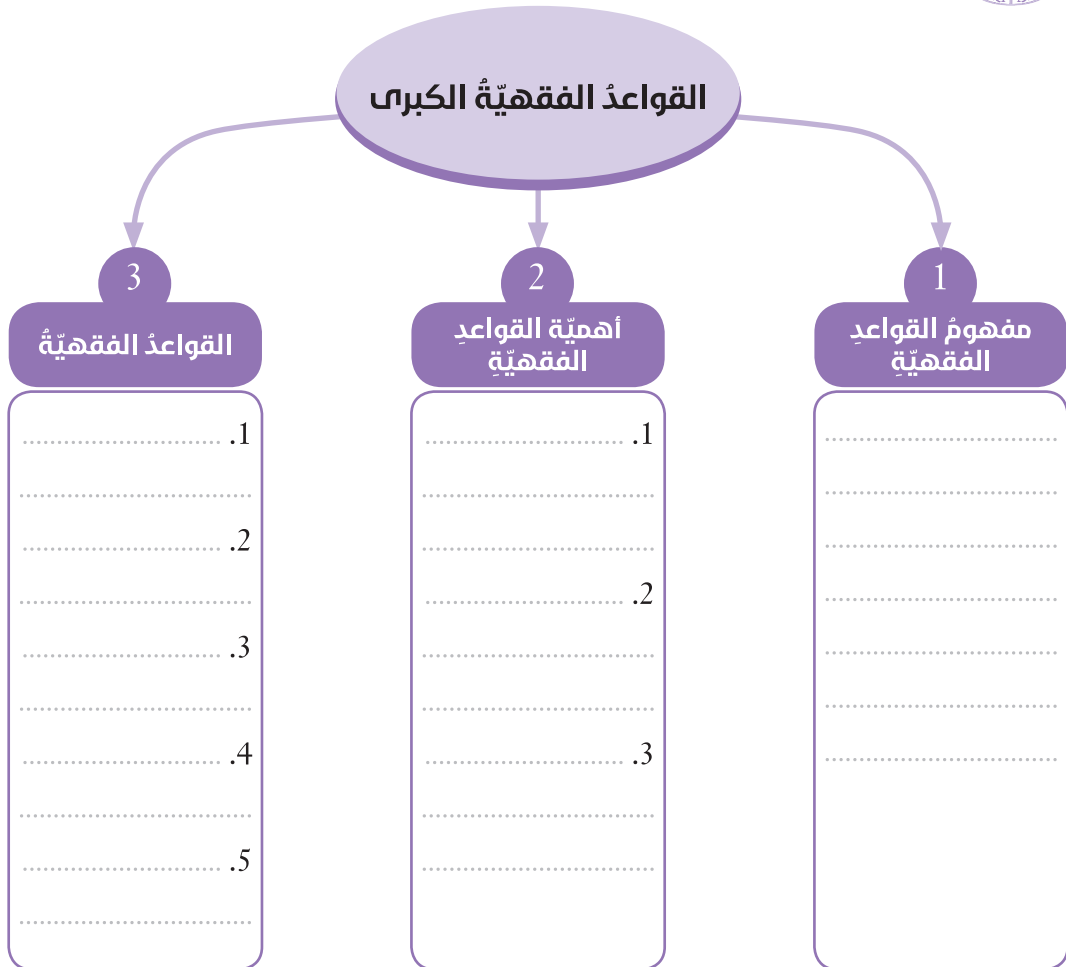 القواعدُ الفقهيّةُ الكبرى
1
مفهومُ القواعدِ
الفقهيّةِ
2
أهميّة القواعدِ
الفقهيّةِ
1. ............................
2. ............................
3. ............................
3
القواعدُ الفقهيّةُ
1. ............................
2. ............................
3. ............................
4. ............................
5. ............................